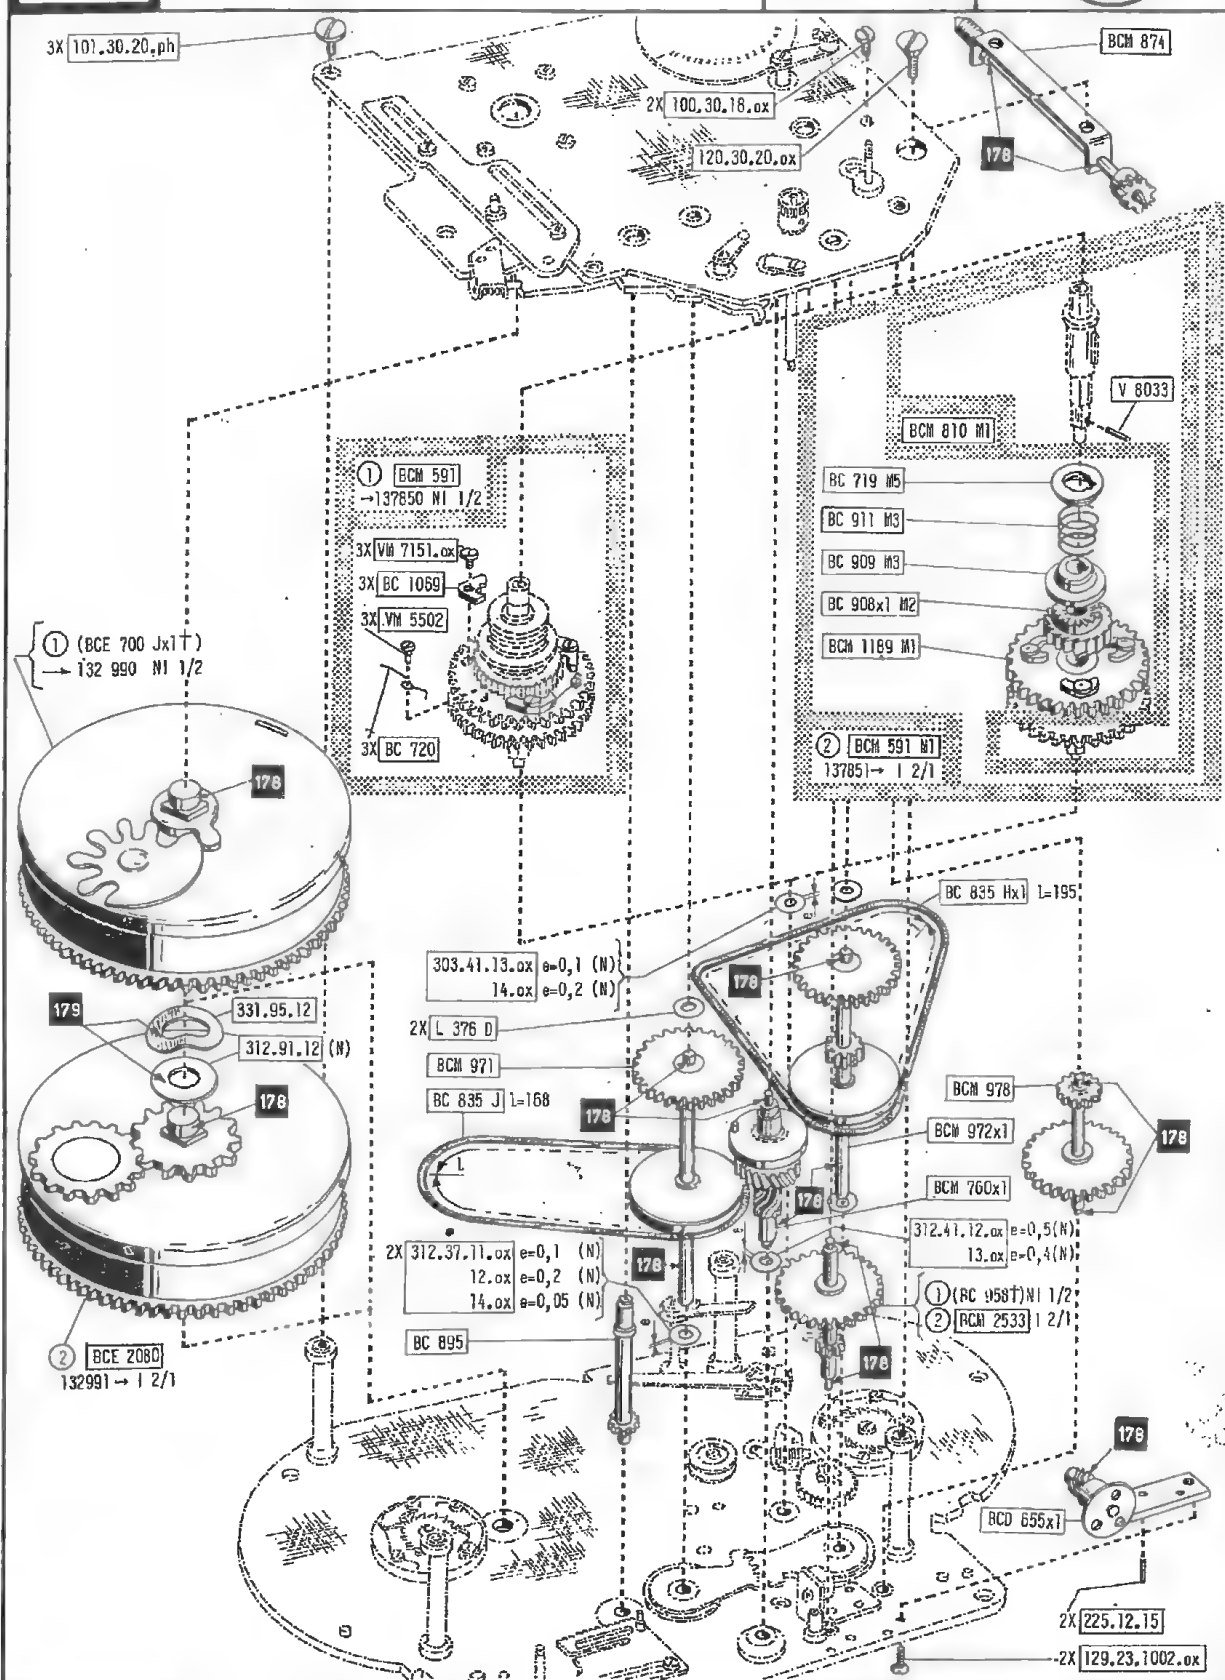 3X 101.30.20.ph
BCM 874
2X 100.30.18.ox
120.30.20.ox
178
V 8033
BCM 810 M1
① BCM 591
→137850 N1 1/2
BC 719 M5
BC 911 M3
3X VM 7151.ox
3X BC 1069
BC 909 M3
3X VM 5502
BC 908x1 M2
① (BCE 700 Jx1†)
→ 132 990 N1 1/2
BCM 1189 M1
3X BC 720
② BCM 591 N1
137851→ 1 2/1
178
BC 835 Hx1 l=195
303.41.13.ox e=0,1 (N)
14.ox e=0,2 (N)
e
178
179
331.95.12
2X L 376 D
312.91.12 (N)
BCM 971
BC 835 J l=168
178
178
BCM 978
BCM 972x1
178
L
BCM 760x1
178
312.41.12.ox e=0,5(N)
13.ox e=0,4(N)
2X 312.37.11.ox e=0,1 (N)
12.ox e=0,2 (N)
14.ox e=0,05 (N)
178
① (BC 958†) N1 1/2
② BCM 2533 1 2/1
BC 895
e
② BCE 2080
132991→ 1 2/1
178
178
BCD 655x1
2X 225.12.15
2X 129.23.1002.ox